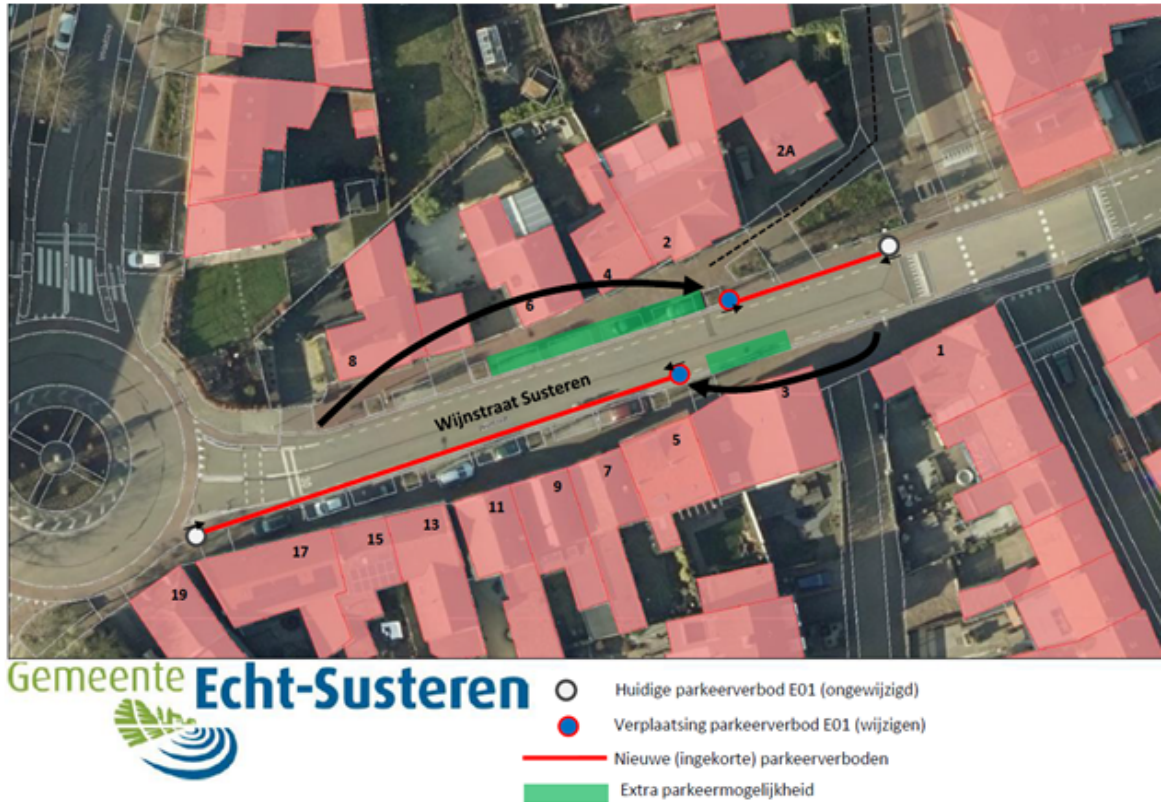 2A
2
4
6
8
1
Wijnstraat Susteren
3
5
7
9
11
13
15
17
19
Gemeente
Echt-Susteren
Huidige parkeerverbod E01 (ongewijzigd)
Verplaatsing parkeerverbod E01 (wijzigen)
Nieuwe (ingekorte) parkeerverboden
Extra parkeermogelijkheid